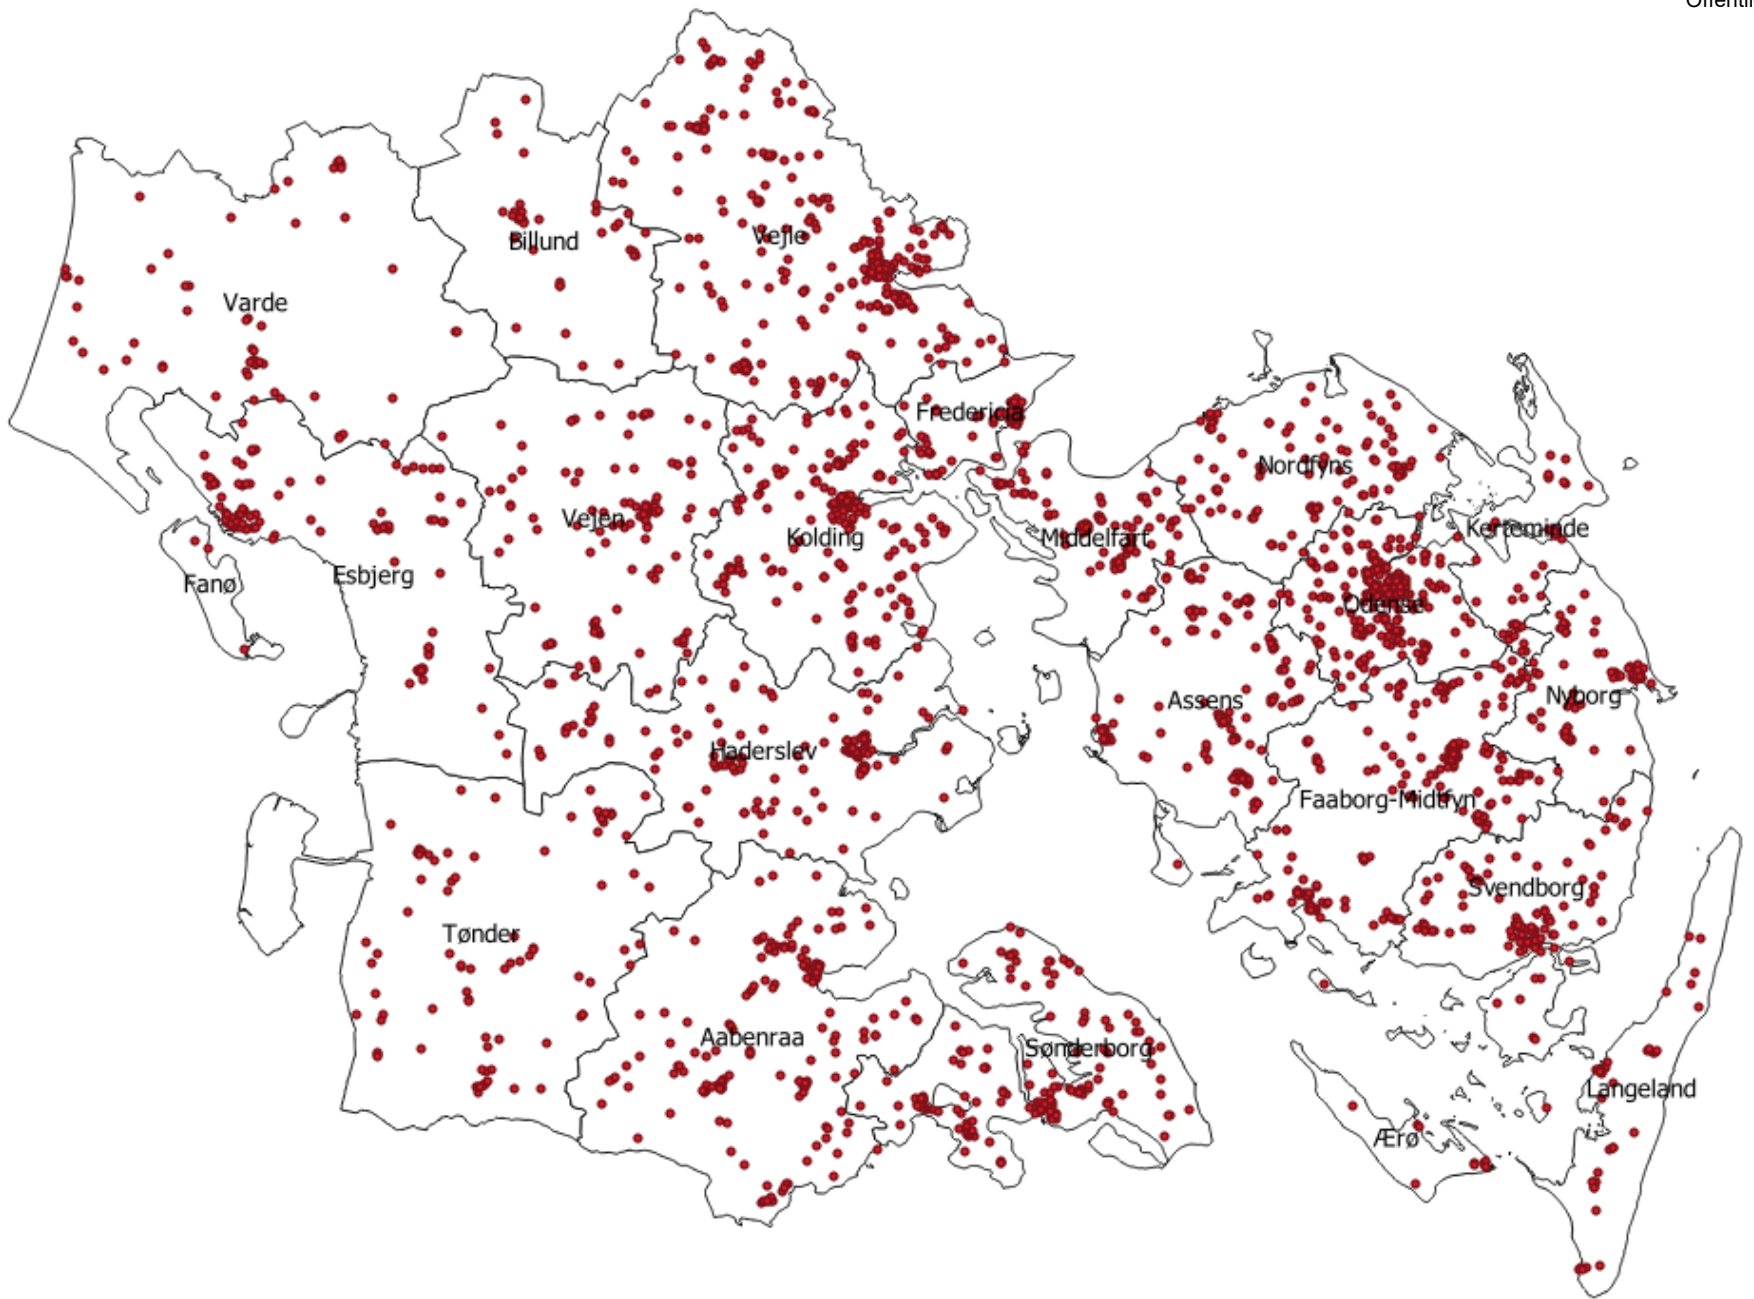 Billund
Vejle
Varde
Fredericia
Nordfyns
Vejen
Kolding
Middelfart
Kerteminde
Esbjerg
Fanø
Odense
Assens
Nyborg
Haderslev
Faaborg-Midtfyn
Svendborg
Tønder
Aabenraa
Sønderborg
Langeland
Ærø